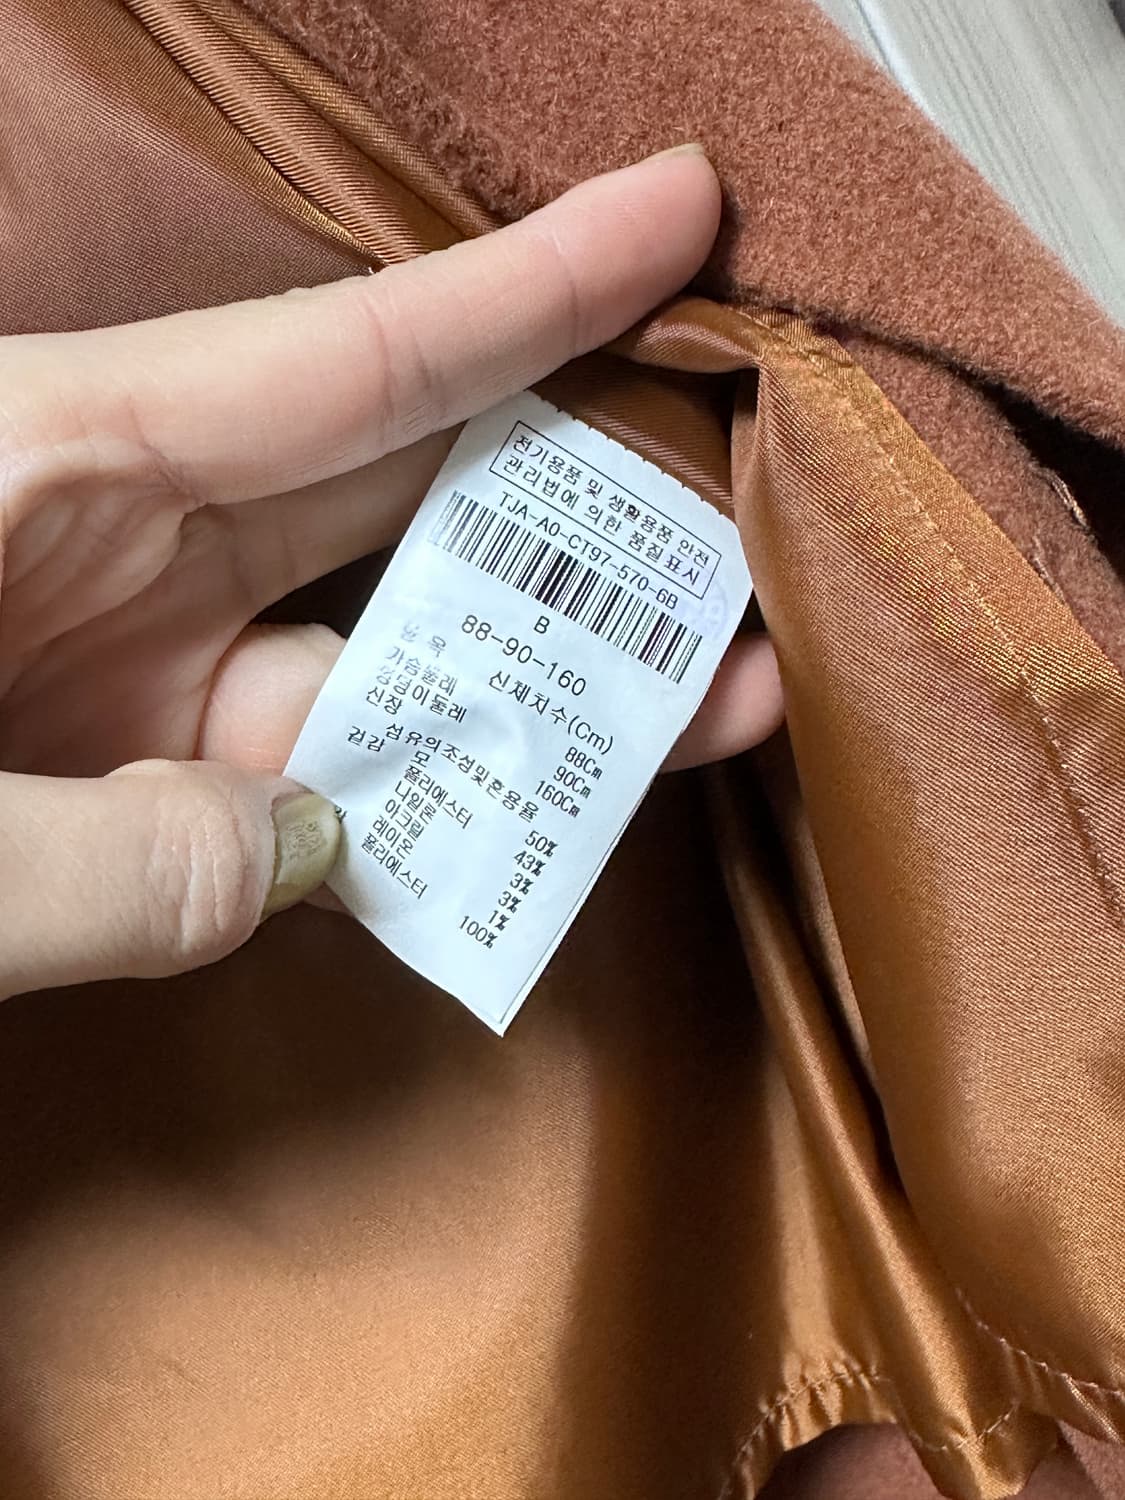 전기용품 및 생활용품 안전
관리법에 의한 품질표시
TJA-A0-CT97-570-6B
B
88-90-160
품 목 신체치수(Cm)
가슴둘레 88Cm
엉덩이둘레 90Cm
신장 160Cm
섬유의조성및혼용율
겉감 모 50%
폴리에스터 43%
나일론 3%
아크릴 3%
레이온 1%
폴리에스터 100%